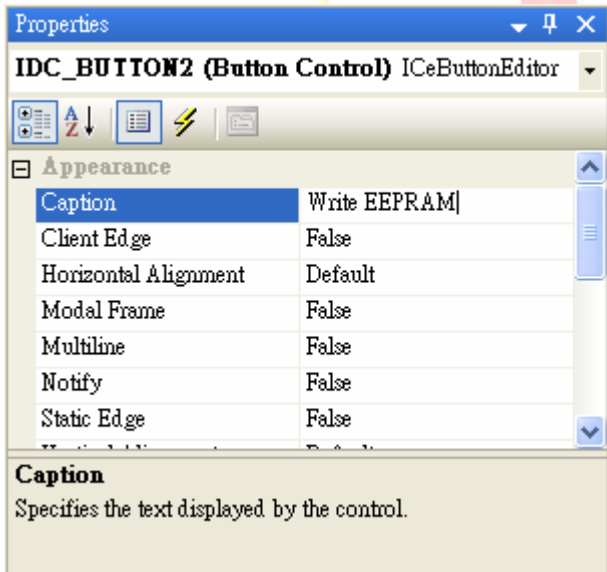 Properties
IDC_BUTTON2 (Button Control) ICeButtonEditor
A Z
Appearance
Caption Write EEPRAM
Client Edge False
Horizontal Alignment Default
Modal Frame False
Multiline False
Notify False
Static Edge False
Caption
Specifies the text displayed by the control.